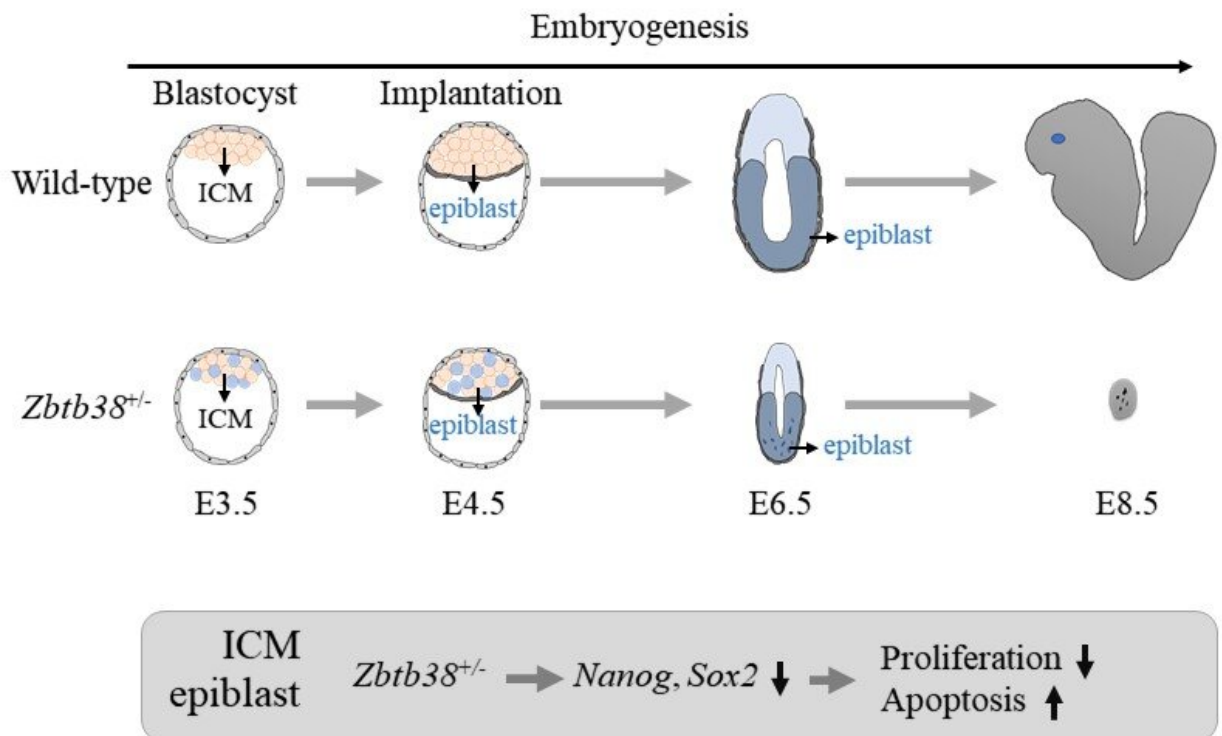 Embryogenesis
Blastocyst
Implantation
Wild-type
ICM
epiblast
epiblast
Zbtb38+/-
ICM
epiblast
epiblast
E3.5
E4.5
E6.5
E8.5
ICM
epiblast
Zbtb38+/-
Nanog, Sox2
Proliferation
Apoptosis